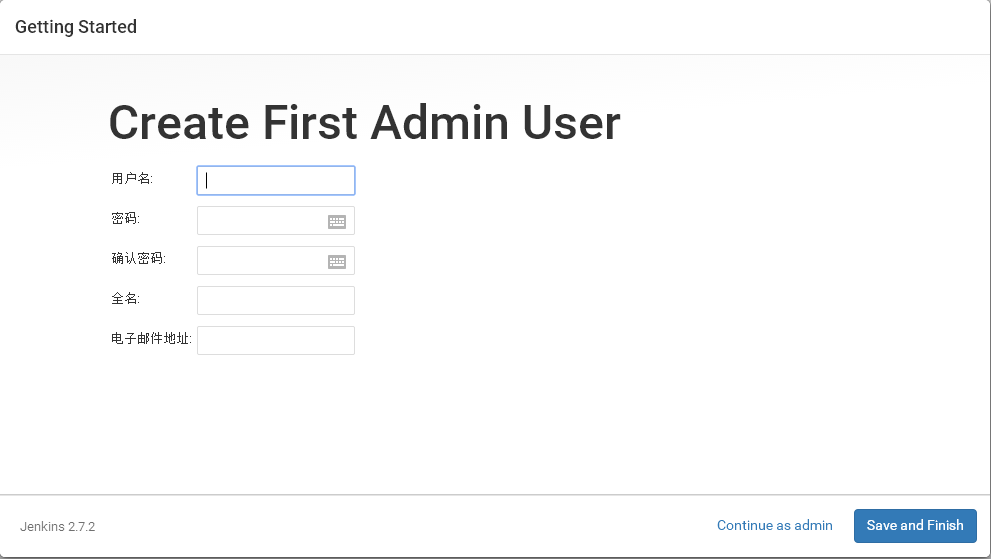 Getting Started
Create First Admin User
用户名:
密码:
确认密码:
全名:
电子邮件地址:
Jenkins 2.7.2
Continue as admin
Save and Finish